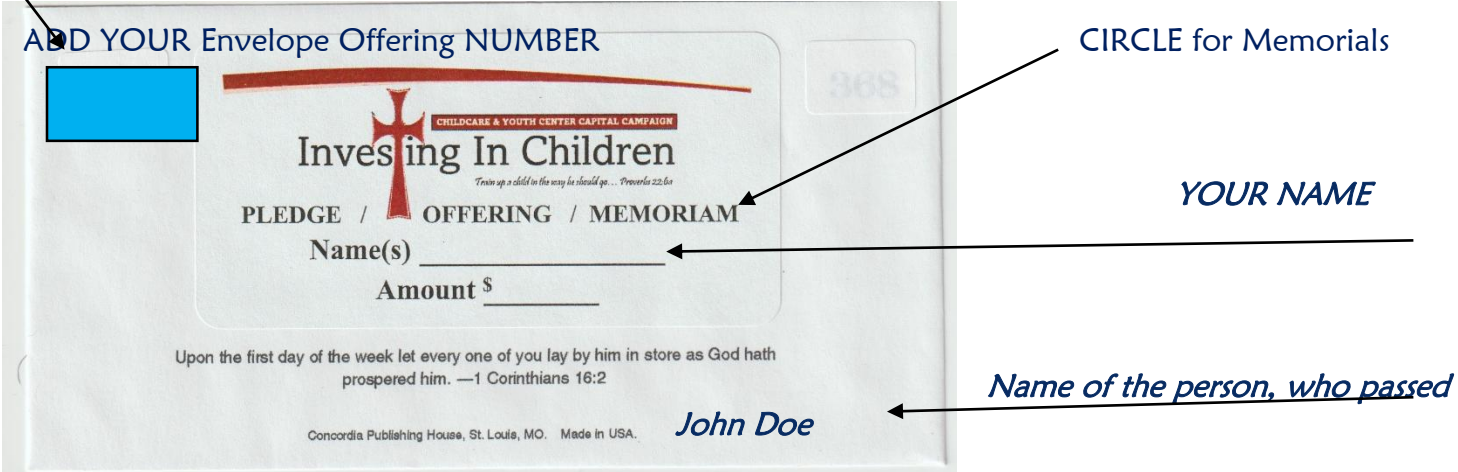 ADD YOUR Envelope Offering NUMBER
CIRCLE for Memorials
368
CHILDCARE & YOUTH CENTER CAPITAL CAMPAIGN
Investing In Children
Train up a child in the way he should go... Proverbs 22:6a
YOUR NAME
PLEDGE / OFFERING / MEMORIAM
Name(s)
Amount $
Upon the first day of the week let every one of you lay by him in store as God hath
prospered him. —1 Corinthians 16:2
Name of the person, who passed
John Doe
Concordia Publishing House, St. Louis, MO. Made in USA.